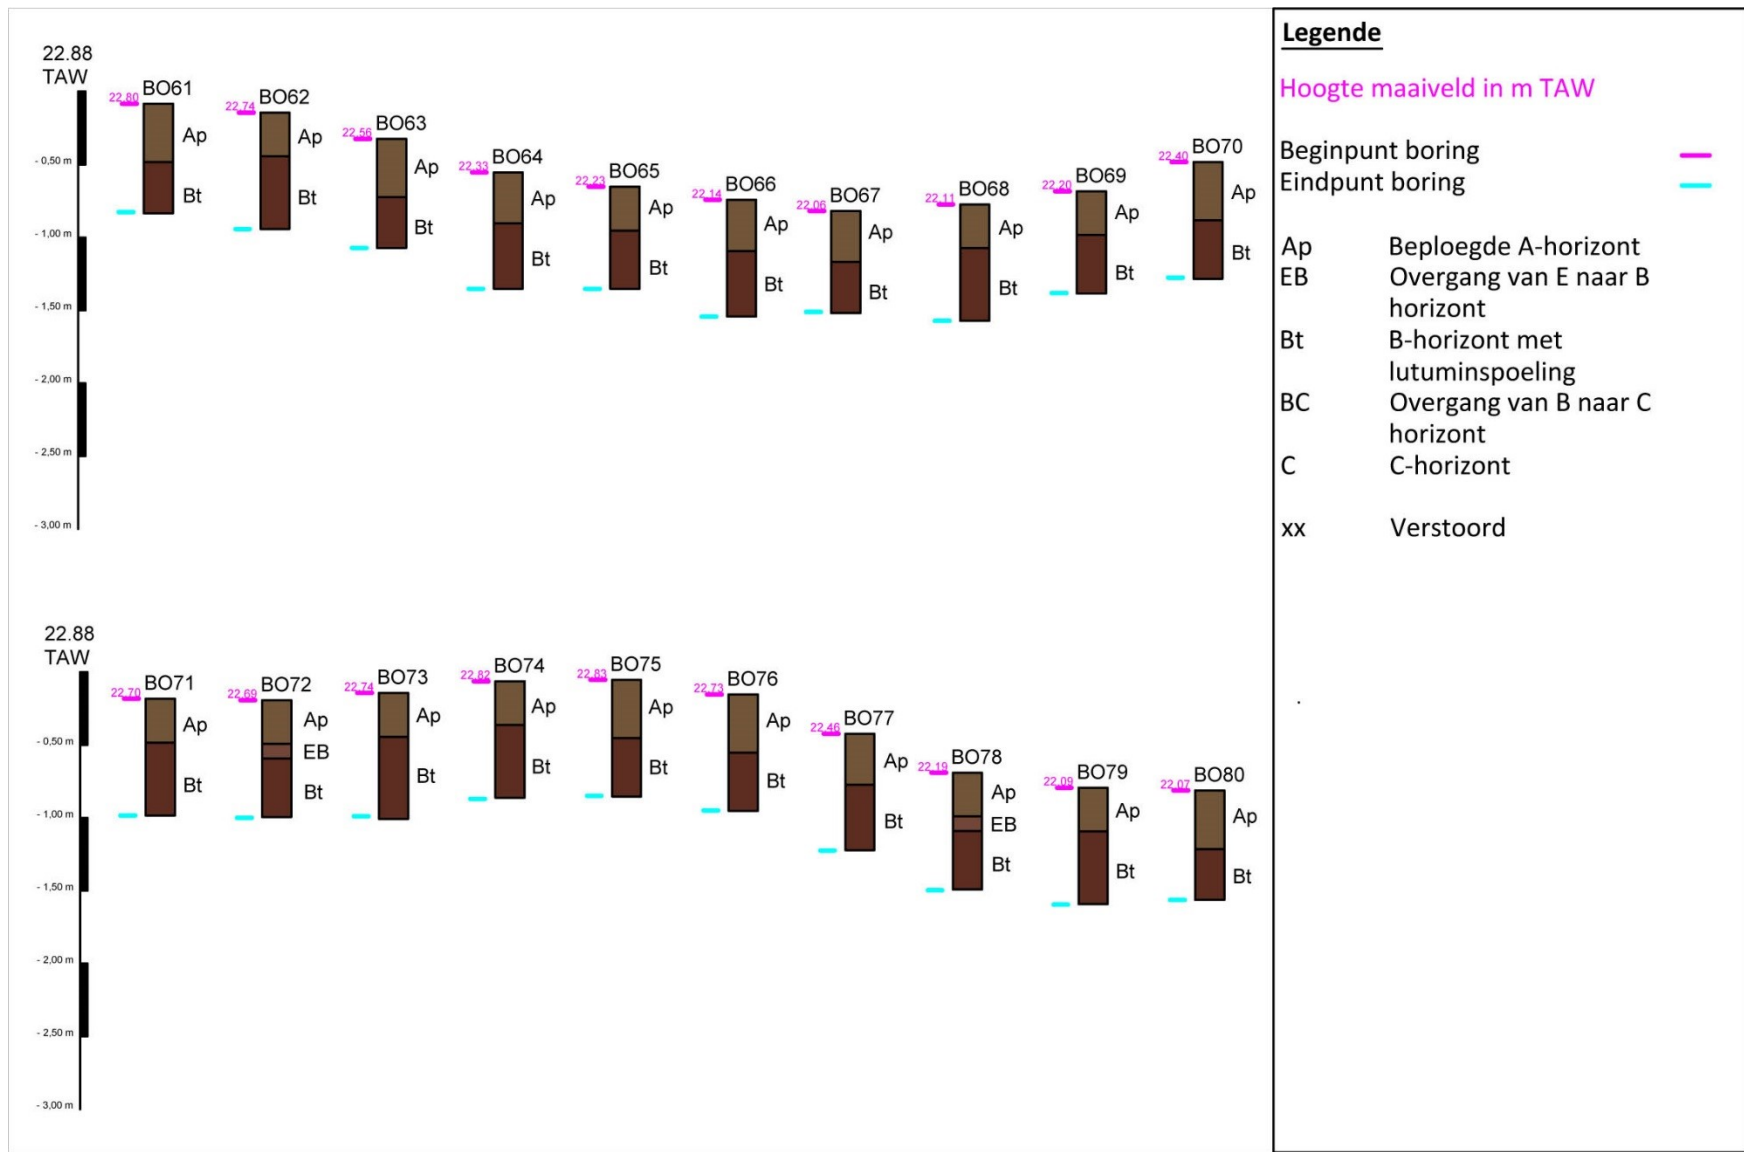 22.88
TAW
BO61
22.80
Ap
Bt
BO62
22.74
Ap
Bt
BO63
22.56
Ap
Bt
BO64
22.33
Ap
Bt
BO65
22.23
Ap
Bt
BO66
22.14
Ap
Bt
BO67
22.06
Ap
Bt
BO68
22.11
Ap
Bt
BO69
22.20
Ap
Bt
BO70
22.40
Ap
Bt
- 0,50 m
- 1,00 m
- 1,50 m
- 2,00 m
- 2,50 m
- 3,00 m
22.88
TAW
BO71
22.70
Ap
Bt
BO72
22.69
Ap
EB
Bt
BO73
22.74
Ap
Bt
BO74
22.82
Ap
Bt
BO75
22.83
Ap
Bt
BO76
22.73
Ap
Bt
BO77
22.46
Ap
Bt
BO78
22.19
Ap
EB
Bt
BO79
22.09
Ap
Bt
BO80
22.07
Ap
Bt
- 0,50 m
- 1,00 m
- 1,50 m
- 2,00 m
- 2,50 m
- 3,00 m
Legende
Hoogte maaiveld in m TAW
Beginpunt boring
Eindpunt boring
Ap Beploegde A-horizont
EB Overgang van E naar B
horizont
Bt B-horizont met
lutuminspoeling
BC Overgang van B naar C
horizont
C C-horizont
xx Verstoord